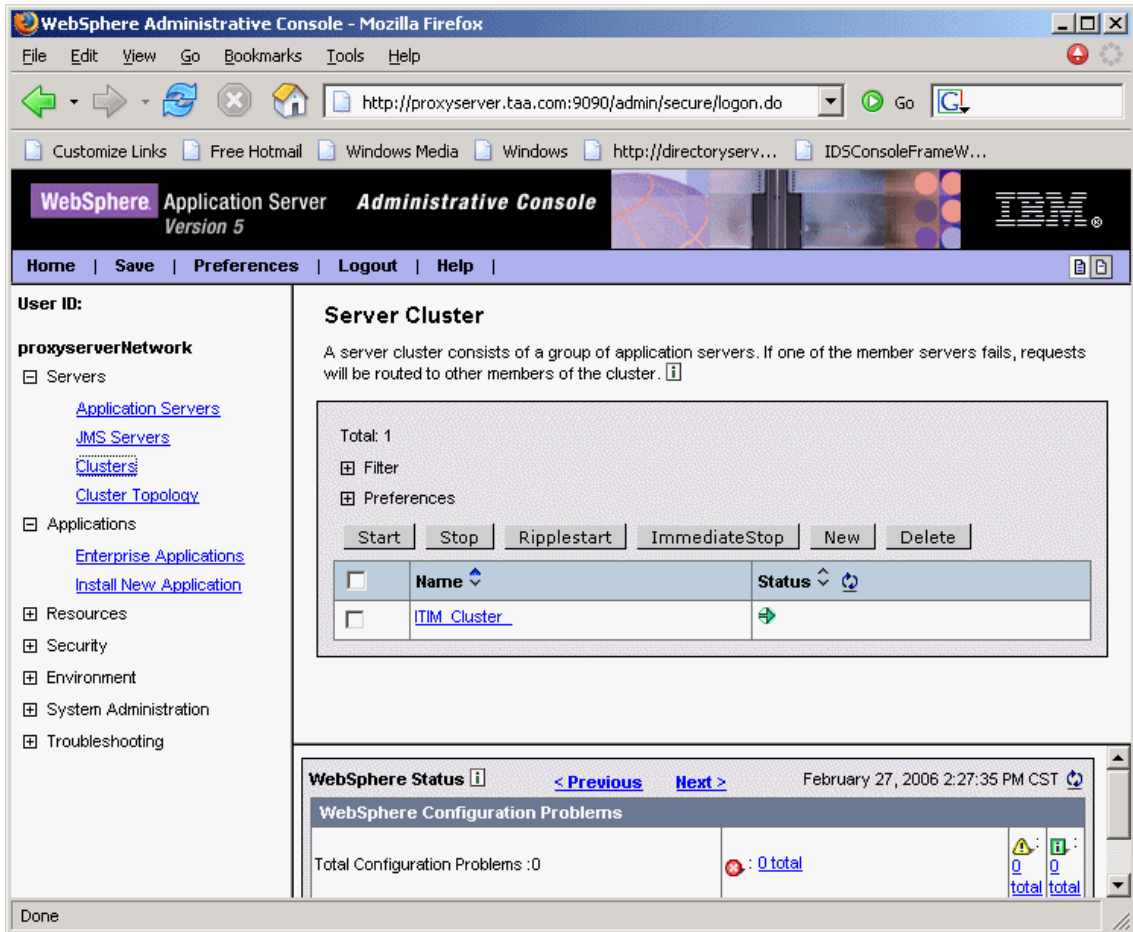 WebSphere Administrative Console - Mozilla Firefox
File Edit View Go Bookmarks Tools Help
http://proxyserver.taa.com:9090/admin/secure/logon.do Go G
Customize Links Free Hotmail Windows Media Windows http://directoryserv... IDSConsoleFrameW...
WebSphere. Application Server Administrative Console IBM®
Version 5
Home | Save | Preferences | Logout | Help |
User ID:
proxyserverNetwork
Servers
Application Servers
JMS Servers
Clusters
Cluster Topology
Applications
Enterprise Applications
Install New Application
Resources
Security
Environment
System Administration
Troubleshooting
Server Cluster
A server cluster consists of a group of application servers. If one of the member servers fails, requests
will be routed to other members of the cluster. i
Total: 1
Filter
Preferences
Start Stop Ripplestart ImmediateStop New Delete
Name Status
ITIM_Cluster_
WebSphere Status i < Previous Next > February 27, 2006 2:27:35 PM CST
WebSphere Configuration Problems
Total Configuration Problems :0 : 0 total : 0 total : 0 total
Done